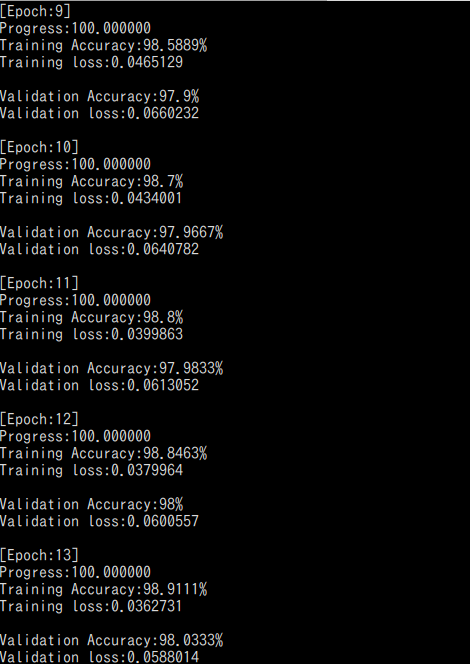 [Epoch:9]
Progress:100.000000
Training Accuracy:98.5889%
Training loss:0.0465129
Validation Accuracy:97.9%
Validation loss:0.0660232
[Epoch:10]
Progress:100.000000
Training Accuracy:98.7%
Training loss:0.0434001
Validation Accuracy:97.9667%
Validation loss:0.0640782
[Epoch:11]
Progress:100.000000
Training Accuracy:98.8%
Training loss:0.0399863
Validation Accuracy:97.9833%
Validation loss:0.0613052
[Epoch:12]
Progress:100.000000
Training Accuracy:98.8463%
Training loss:0.0379964
Validation Accuracy:98%
Validation loss:0.0600557
[Epoch:13]
Progress:100.000000
Training Accuracy:98.9111%
Training loss:0.0362731
Validation Accuracy:98.0333%
Validation loss:0.0588014